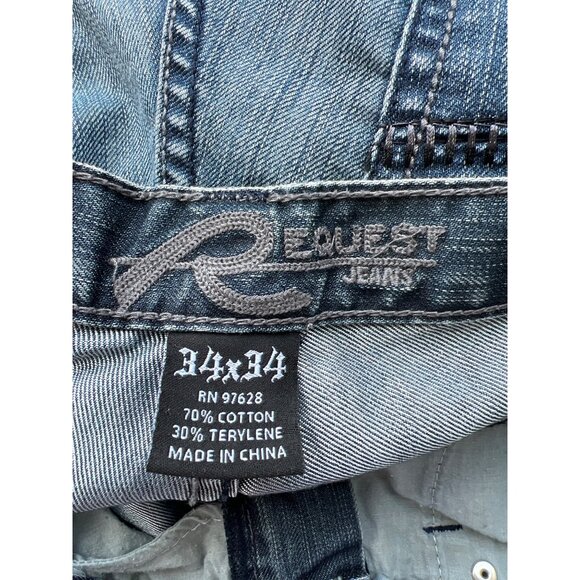 REQUEST
JEANS
34x34
RN 97628
70% COTTON
30% TERYLENE
MADE IN CHINA